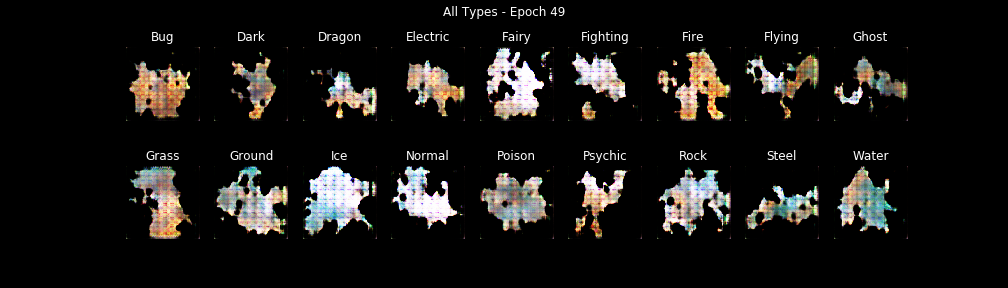 All Types - Epoch 49
Bug Dark Dragon Electric Fairy Fighting Fire Flying Ghost
Grass Ground Ice Normal Poison Psychic Rock Steel Water